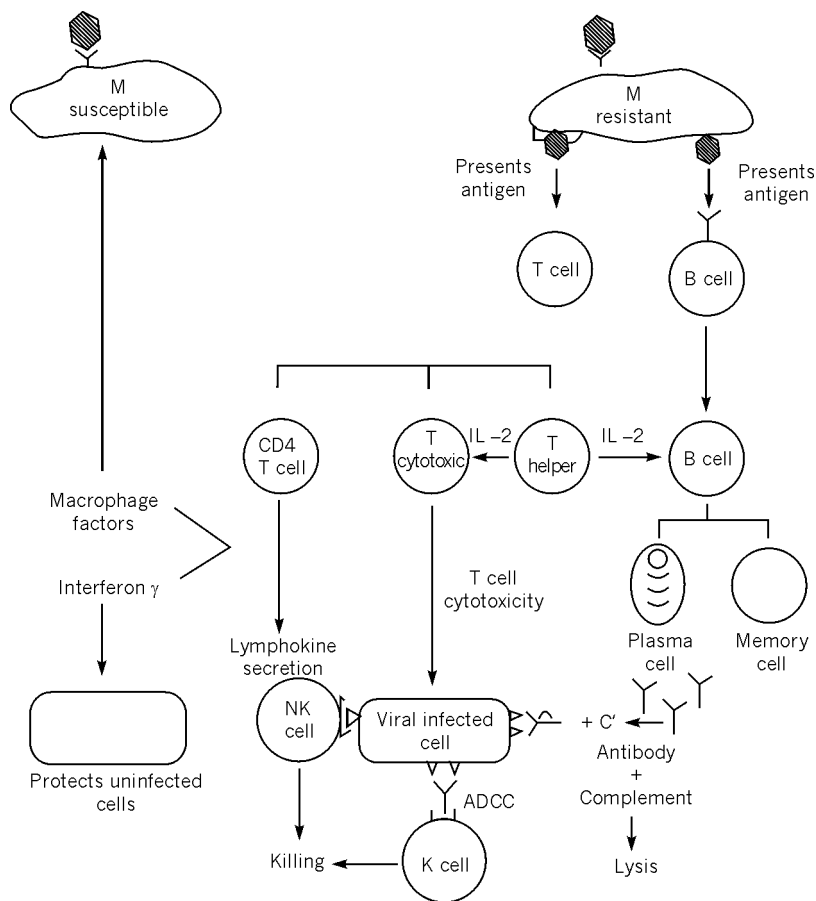 M
susceptible
M
resistant
Presents
antigen
Presents
antigen
T cell
B cell
CD4
T cell
T
cytotoxic
IL –2
T
helper
IL –2
B cell
Macrophage
factors
Interferon γ
T cell
cytotoxicity
Plasma
cell
Memory
cell
Lymphokine
secretion
NK
cell
Viral infected
cell
+ C′
Antibody
+
Complement
Protects uninfected
cells
ADCC
Killing
K cell
Lysis